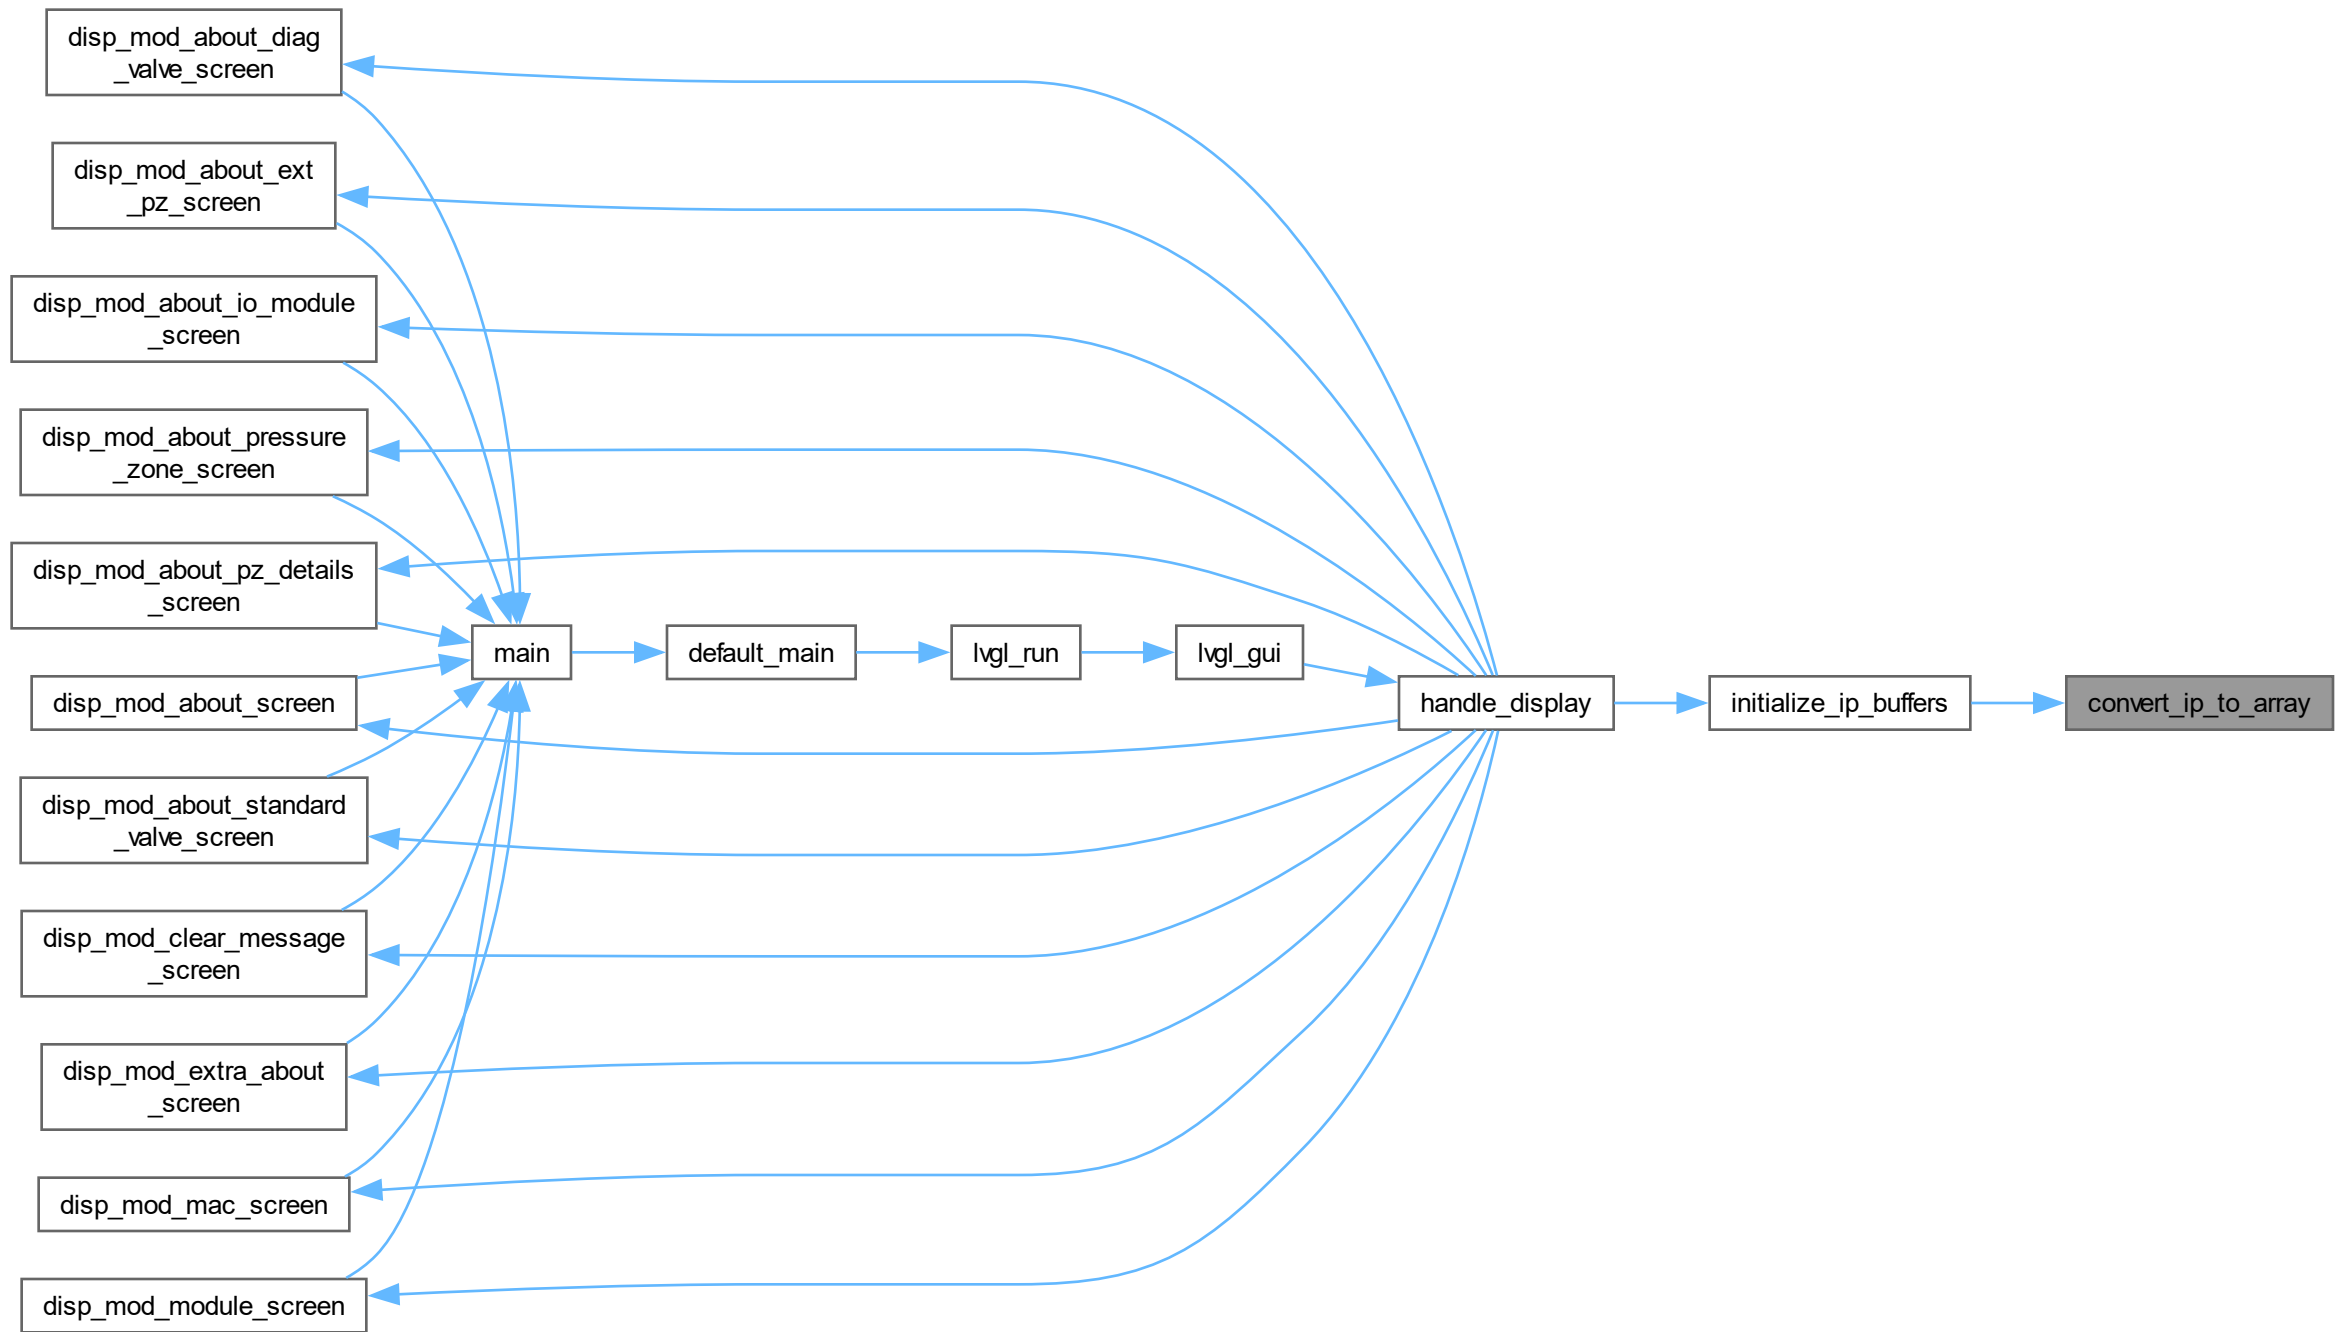 disp_mod_about_diag
_valve_screen
disp_mod_about_ext
_pz_screen
disp_mod_about_io_module
_screen
disp_mod_about_pressure
_zone_screen
disp_mod_about_pz_details
_screen
main
default_main
lvgl_run
lvgl_gui
disp_mod_about_screen
handle_display
initialize_ip_buffers
convert_ip_to_array
disp_mod_about_standard
_valve_screen
disp_mod_clear_message
_screen
disp_mod_extra_about
_screen
disp_mod_mac_screen
disp_mod_module_screen